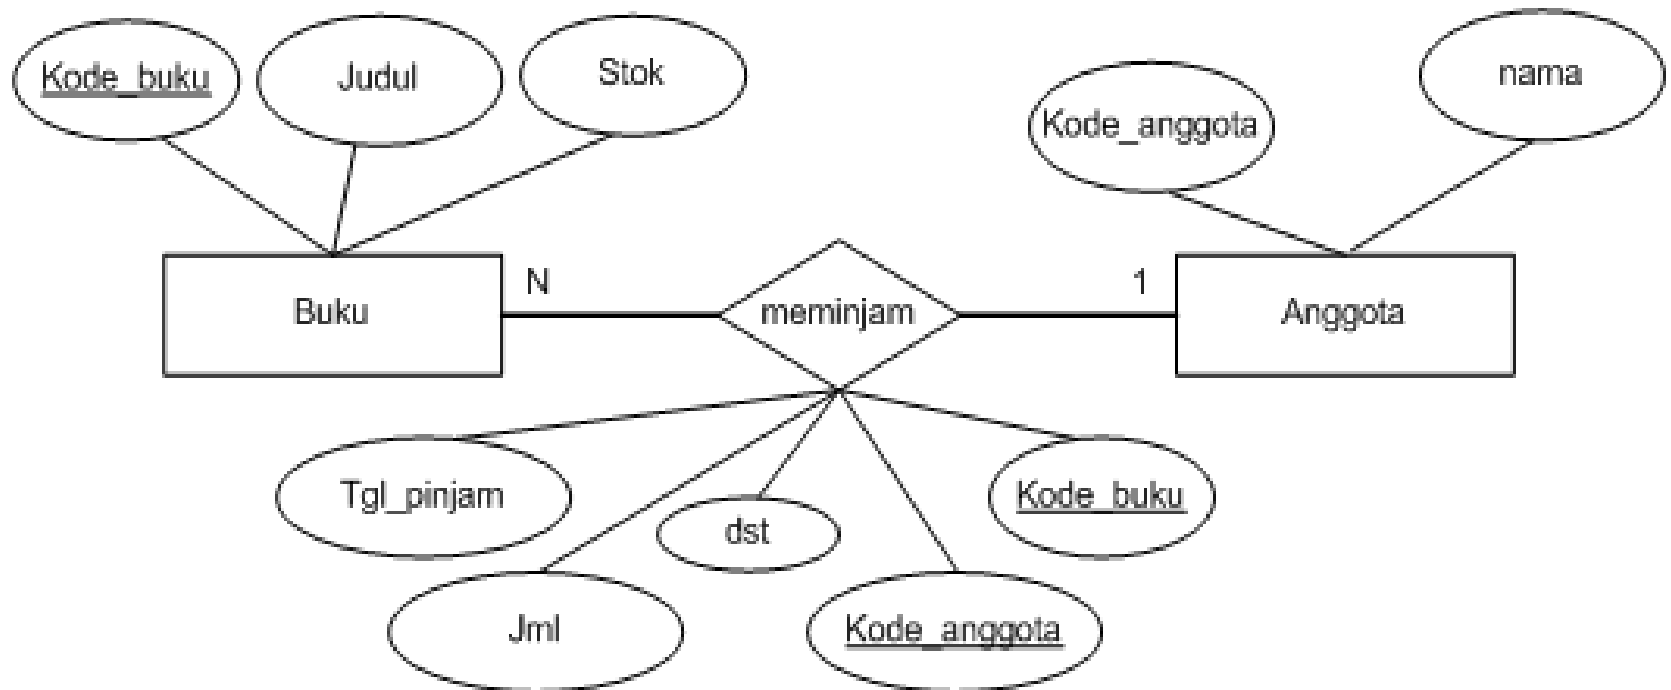 Kode_buku
Judul
Stok
Kode_anggota
nama
Buku
N
meminjam
1
Anggota
Tgl_pinjam
dst
Kode_buku
Jml
Kode_anggota